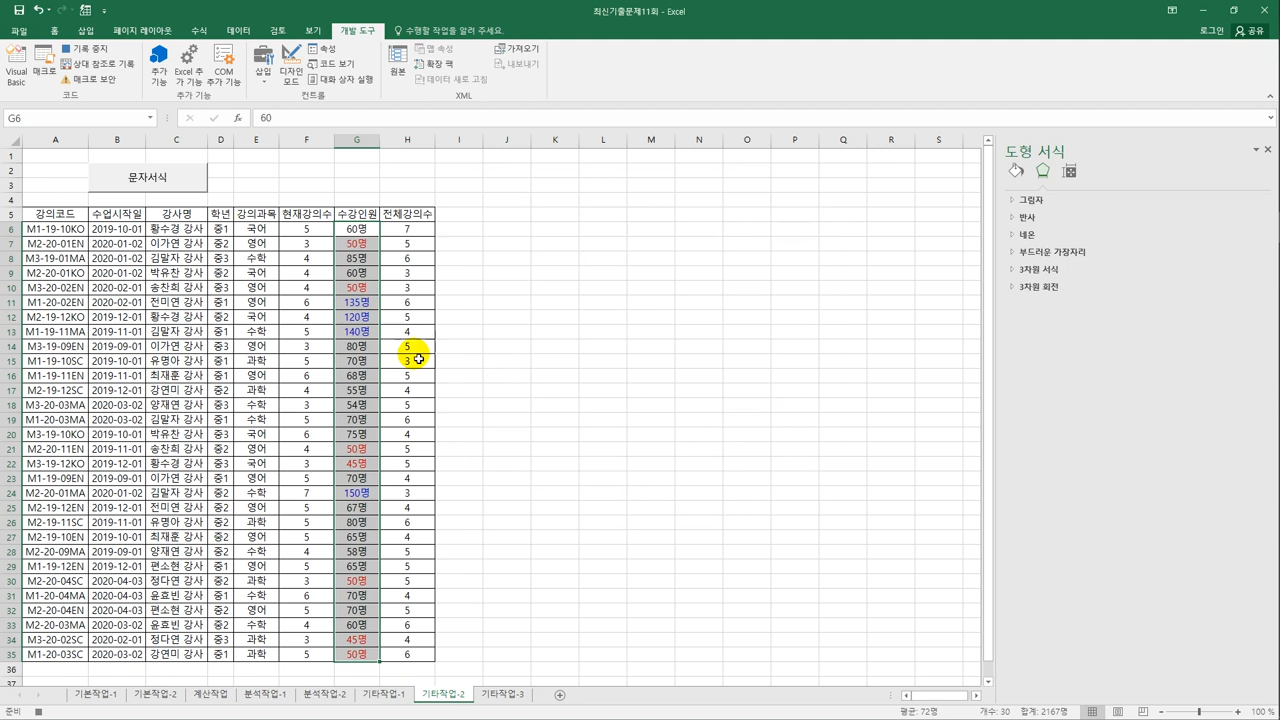 최신기출문제11회 - Excel
파일 홈 삽입 페이지 레이아웃 수식 데이터 검토 보기 개발 도구 수행할 작업을 알려 주세요. 로그인 공유
Visual Basic 매크로 기록 중지 상대 참조로 기록 매크로 보안 추가 기능 Excel 추가 기능 COM 추가 기능 삽입 디자인 모드 속성 코드 보기 대화 상자 실행 원본 맵 속성 확장 팩 데이터 새로 고침 가져오기 내보내기
코드 추가 기능 컨트롤 XML
G6 fx 60
A B C D E F G H I J K L M N O P Q R S
도형 서식
그림자
반사
네온
부드러운 가장자리
3차원 서식
3차원 회전
1
2 문자서식
3
4
5 강의코드 수업시작일 강사명 학년 강의과목 현재강의수 수강인원 전체강의수
6 M1-19-10KO 2019-10-01 황수경 강사 중1 국어 5 60명 7
7 M2-20-01EN 2020-01-02 이가연 강사 중2 영어 3 50명 5
8 M3-19-01MA 2020-01-02 김말자 강사 중3 수학 4 85명 6
9 M2-20-01KO 2020-01-02 박유찬 강사 중2 국어 4 60명 3
10 M3-20-02EN 2020-02-01 송찬희 강사 중3 영어 4 50명 3
11 M1-20-02EN 2020-02-01 전미연 강사 중1 영어 6 135명 6
12 M2-19-12KO 2019-12-01 황수경 강사 중2 국어 4 120명 5
13 M1-19-11MA 2019-11-01 김말자 강사 중1 수학 5 140명 4
14 M3-19-09EN 2019-09-01 이가연 강사 중3 영어 3 80명 5
15 M1-19-10SC 2019-10-01 유명아 강사 중1 과학 5 70명 3
16 M1-19-11EN 2019-11-01 최재훈 강사 중1 영어 6 68명 5
17 M2-19-12SC 2019-12-01 강연미 강사 중2 과학 4 55명 4
18 M3-20-03MA 2020-03-02 양재연 강사 중3 수학 3 54명 5
19 M1-20-03MA 2020-03-02 김말자 강사 중1 수학 5 70명 6
20 M3-19-10KO 2019-10-01 박유찬 강사 중3 국어 6 75명 4
21 M2-20-11EN 2019-11-01 송찬희 강사 중2 영어 4 50명 5
22 M3-19-12KO 2019-12-01 황수경 강사 중3 국어 3 45명 5
23 M1-19-09EN 2019-09-01 이가연 강사 중1 영어 5 70명 4
24 M2-20-01MA 2020-01-02 김말자 강사 중2 수학 7 150명 3
25 M2-19-12EN 2019-12-01 전미연 강사 중2 영어 5 67명 4
26 M2-19-11SC 2019-11-01 유명아 강사 중2 과학 5 80명 6
27 M2-19-10EN 2019-10-01 최재훈 강사 중2 영어 5 65명 4
28 M2-20-09MA 2019-09-01 양재연 강사 중2 수학 4 58명 5
29 M1-19-12EN 2019-12-01 편소현 강사 중1 영어 5 65명 5
30 M2-20-04SC 2020-04-03 정다연 강사 중2 과학 3 50명 5
31 M1-20-04MA 2020-04-03 윤효빈 강사 중1 수학 6 70명 4
32 M2-20-04EN 2020-04-03 편소현 강사 중2 영어 5 70명 5
33 M2-20-03MA 2020-03-02 윤효빈 강사 중2 수학 4 60명 6
34 M3-20-02SC 2020-02-01 정다연 강사 중3 과학 3 45명 4
35 M1-20-03SC 2020-03-02 강연미 강사 중1 과학 5 50명 6
36
37
기본작업-1 기본작업-2 계산작업 분석작업-1 분석작업-2 기타작업-1 기타작업-2 기타작업-3
준비 평균: 72명 개수: 30 합계: 2167명 100 %